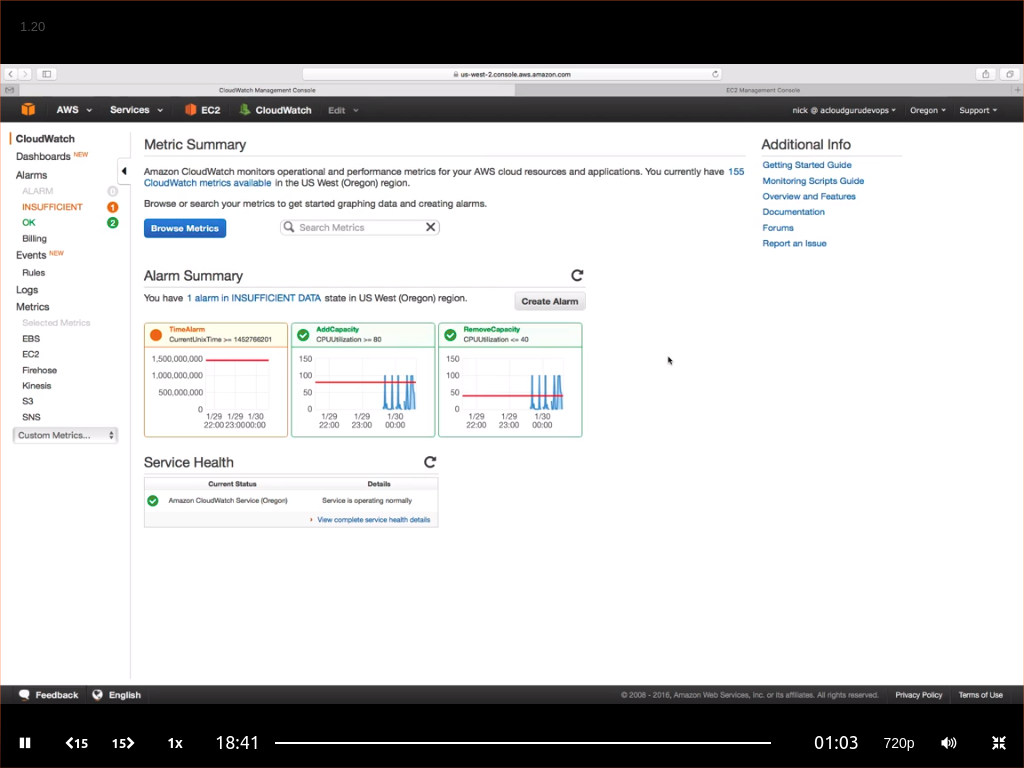 1.20
us-west-2.console.aws.amazon.com
CloudWatch Management Console
EC2 Management Console
AWS Services EC2 CloudWatch Edit nick @ acloudgurudevops Oregon Support
CloudWatch
Dashboards NEW
Alarms
ALARM 0
INSUFFICIENT 1
OK 2
Billing
Events NEW
Rules
Logs
Metrics
Selected Metrics
EBS
EC2
Firehose
Kinesis
S3
SNS
Custom Metrics...
Metric Summary
Amazon CloudWatch monitors operational and performance metrics for your AWS cloud resources and applications. You currently have 155
CloudWatch metrics available in the US West (Oregon) region.
Browse or search your metrics to get started graphing data and creating alarms.
Browse Metrics
Search Metrics
Alarm Summary
You have 1 alarm in INSUFFICIENT DATA state in US West (Oregon) region.
Create Alarm
TimeAlarm
CurrentUnixTime >= 1452766201
1,500,000,000
1,000,000,000
500,000,000
0
1/29 1/29 1/30
22:00 23:00 00:00
AddCapacity
CPUUtilization >= 80
150
100
50
0
1/29 1/29 1/30
22:00 23:00 00:00
RemoveCapacity
CPUUtilization <= 40
150
100
50
0
1/29 1/29 1/30
22:00 23:00 00:00
Service Health
Current Status Details
Amazon CloudWatch Service (Oregon) Service is operating normally
View complete service health details
Additional Info
Getting Started Guide
Monitoring Scripts Guide
Overview and Features
Documentation
Forums
Report an Issue
Feedback English © 2008 - 2016, Amazon Web Services, Inc. or its affiliates. All rights reserved. Privacy Policy Terms of Use
15 15 1x 18:41 01:03 720p